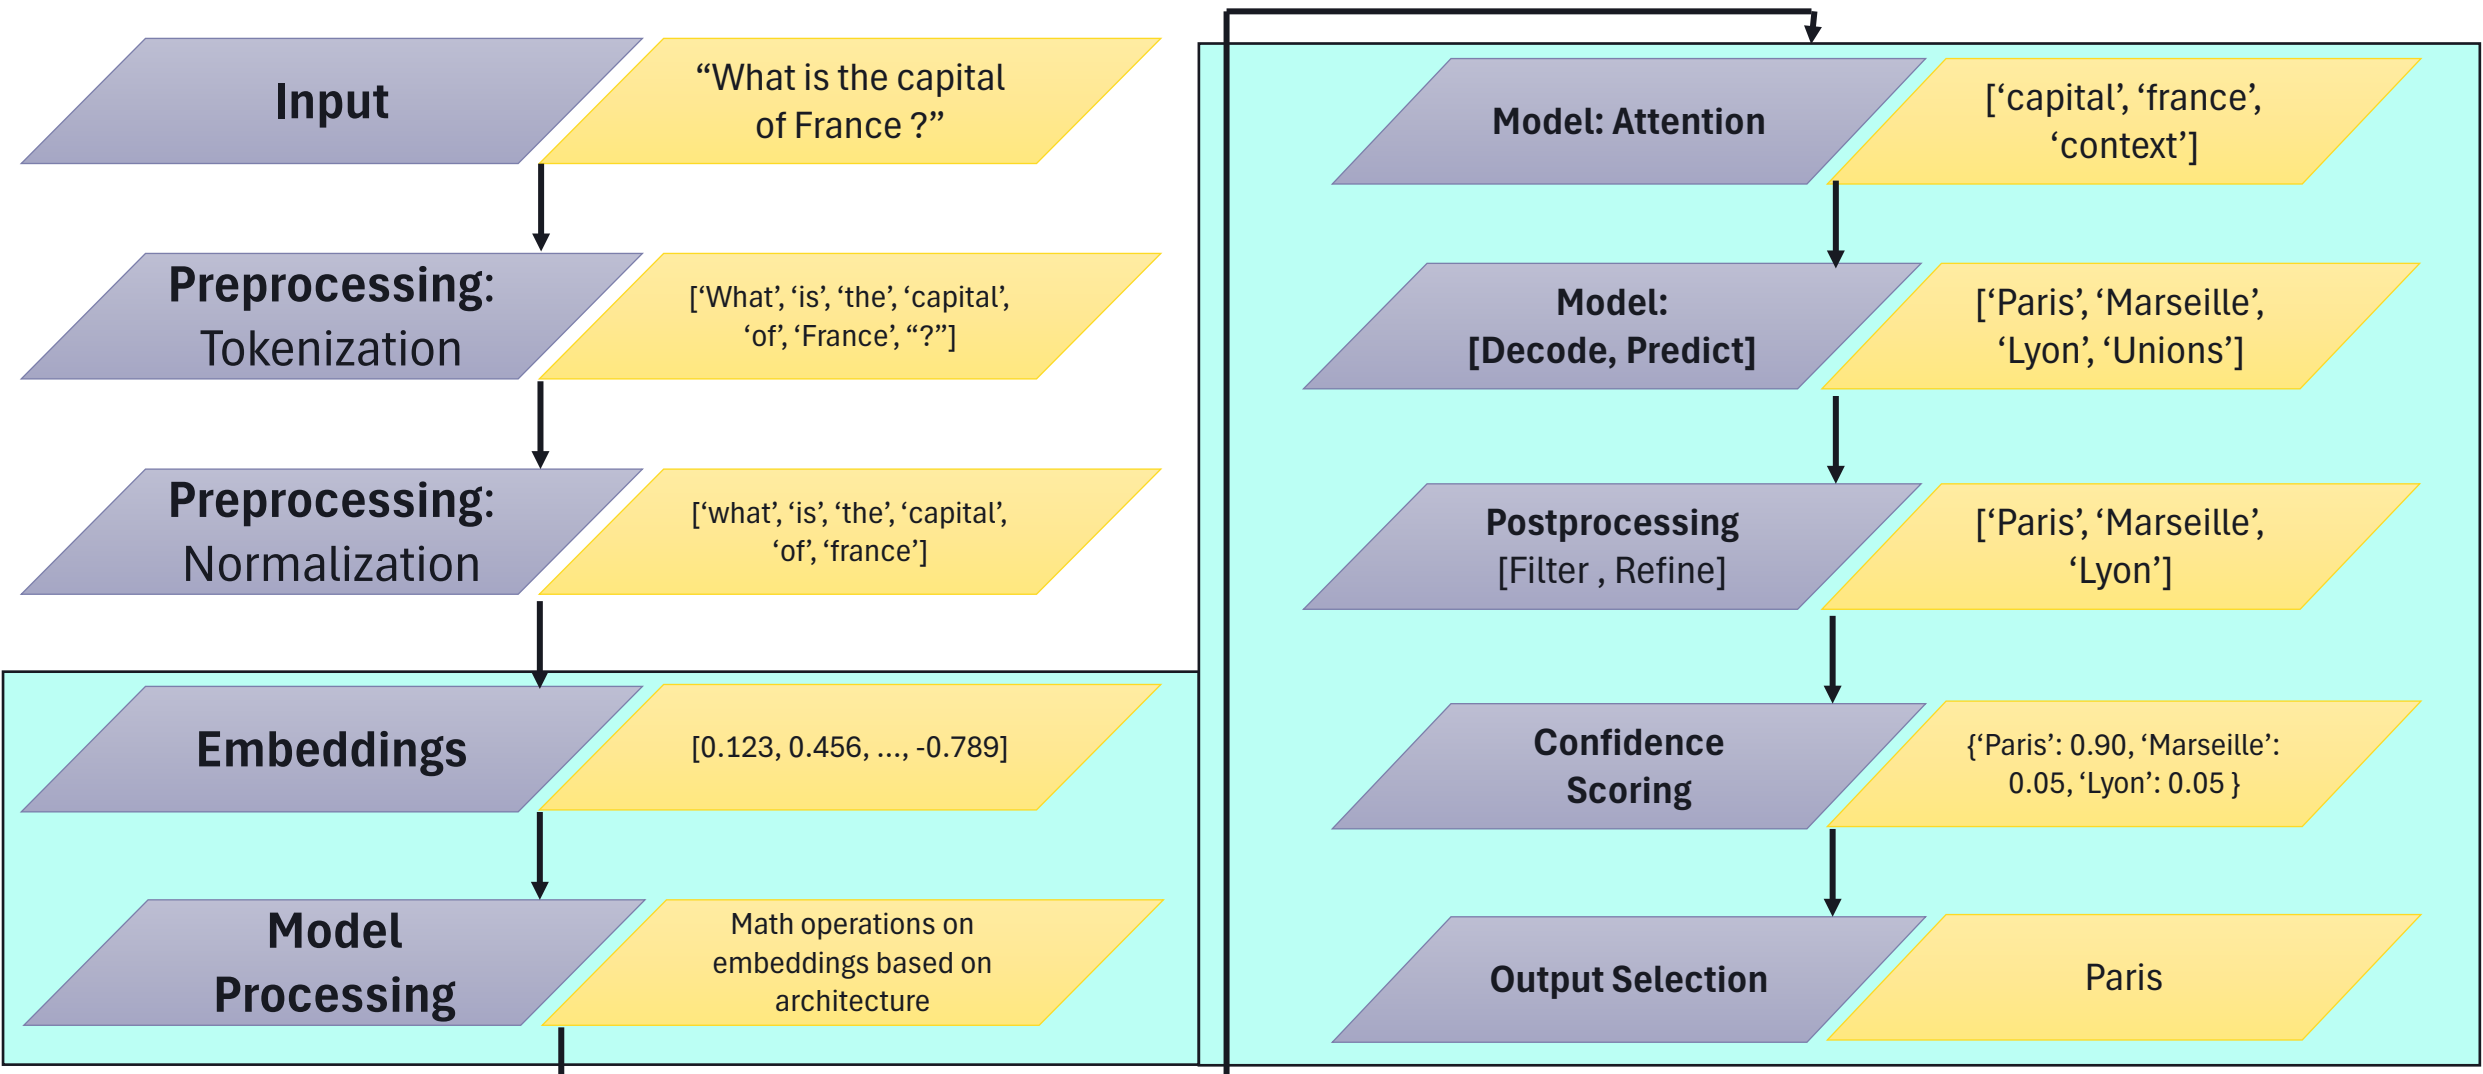 Input
“What is the capital
of France ?”
Preprocessing:
Tokenization
[‘What’, ‘is’, ‘the’, ‘capital’,
‘of’, ‘France’, “?”]
Preprocessing:
Normalization
[‘what’, ‘is’, ‘the’, ‘capital’,
‘of’, ‘france’]
Embeddings
[0.123, 0.456, ..., -0.789]
Model
Processing
Math operations on
embeddings based on
architecture
Model: Attention
[‘capital’, ‘france’,
‘context’]
Model:
[Decode, Predict]
[‘Paris’, ‘Marseille’,
‘Lyon’, ‘Unions’]
Postprocessing
[Filter , Refine]
[‘Paris’, ‘Marseille’,
‘Lyon’]
Confidence
Scoring
{‘Paris’: 0.90, ‘Marseille’:
0.05, ‘Lyon’: 0.05 }
Output Selection
Paris